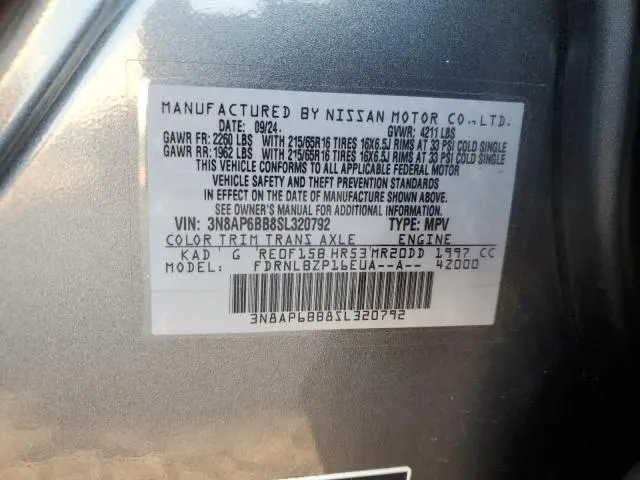 MANUFACTURED BY NISSAN MOTOR CO.,LTD.
DATE: 09/24. GVWR: 4211 LBS
GAWR FR: 2260 LBS WITH 215/65R16 TIRES 16X6.5J RIMS AT 33 PSI COLD SINGLE
GAWR RR: 1962 LBS WITH 215/65R16 TIRES 16X6.5J RIMS AT 33 PSI COLD SINGLE
THIS VEHICLE CONFORMS TO ALL APPLICABLE FEDERAL MOTOR
VEHICLE SAFETY AND THEFT PREVENTION STANDARDS
IN EFFECT ON THE DATE OF MANUFACTURE SHOWN ABOVE.
SEE OWNER'S MANUAL FOR ADDITIONAL INFORMATION.
VIN: 3N8AP6BB8SL320792 TYPE: MPV
COLOR TRIM TRANS AXLE ENGINE
KAD G RE0F15B HR53 MR20DD 1997 CC
FDRNLBZP16EUA--A-- 4Z000
3N8AP6BB8SL320792